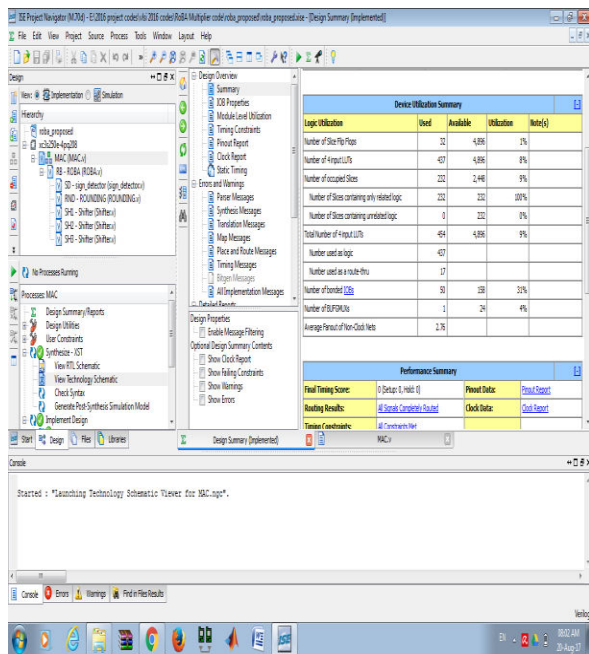 ISE Project Navigator (M.70d) - E:\2016 project codes\vlsi 2016 codes\RoBA Multiplier code\roba_proposed\roba_proposed.xise - [Design Summary (Implemented)]
File Edit View Project Source Process Tools Window Layout Help
Design
View: Implementation Simulation
Hierarchy
roba_proposed
xc3s250e-4pq208
MAC (MAC.v)
RB - ROBA (ROBA.v)
SD - sign_detector (sign_detector.v)
RND - ROUNDING (ROUNDING.v)
SH1 - Shifter (Shifter.v)
SH2 - Shifter (Shifter.v)
SH3 - Shifter (Shifter.v)
No Processes Running
Processes: MAC
Design Summary/Reports
Design Utilities
User Constraints
Synthesize - XST
View RTL Schematic
View Technology Schematic
Check Syntax
Generate Post-Synthesis Simulation Model
Implement Design
Start Design Files Libraries
Design Overview
Summary
IOB Properties
Module Level Utilization
Timing Constraints
Pinout Report
Clock Report
Static Timing
Errors and Warnings
Parser Messages
Synthesis Messages
Translation Messages
Map Messages
Place and Route Messages
Timing Messages
Bitgen Messages
All Implementation Messages
Detailed Reports
Design Properties
Enable Message Filtering
Optional Design Summary Contents
Show Clock Report
Show Failing Constraints
Show Warnings
Show Errors
Device Utilization Summary [-]
Logic Utilization Used Available Utilization Note(s)
Number of Slice Flip Flops 32 4,896 1%
Number of 4 input LUTs 437 4,896 8%
Number of occupied Slices 232 2,448 9%
Number of Slices containing only related logic 232 232 100%
Number of Slices containing unrelated logic 0 232 0%
Total Number of 4 input LUTs 454 4,896 9%
Number used as logic 437
Number used as a route-thru 17
Number of bonded IOBs 50 158 31%
Number of BUFGMUXs 1 24 4%
Average Fanout of Non-Clock Nets 2.76
Performance Summary [-]
Final Timing Score: 0 (Setup: 0, Hold: 0) Pinout Data: Pinout Report
Routing Results: All Signals Completely Routed Clock Data: Clock Report
Timing Constraints: All Constraints Met
Design Summary (Implemented) MAC.v
Console
Started : "Launching Technology Schematic Viewer for MAC.ngc".
Console Errors Warnings Find in Files Results
Verilog
EN 08:02 AM
20-Aug-17